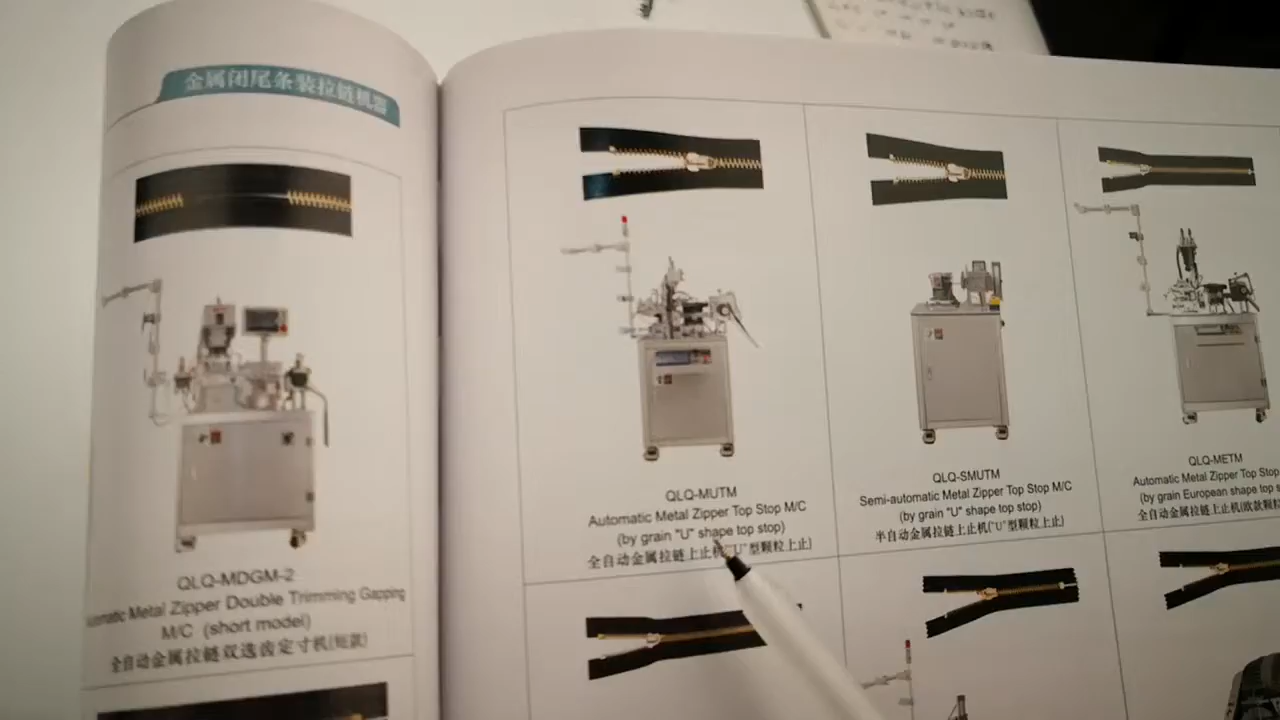 金属闭尾条装拉链机器
QLQ-MDGM-2
Automatic Metal Zipper Double Trimming Gapping
M/C (short model)
全自动金属拉链双选齿定寸机(短款)
QLQ-MUTM
Automatic Metal Zipper Top Stop M/C
(by grain "U" shape top stop)
全自动金属拉链上止机("U"型颗粒上止)
QLQ-SMUTM
Semi-automatic Metal Zipper Top Stop M/C
(by grain "U" shape top stop)
半自动金属拉链上止机("U"型颗粒上止)
QLQ-METM
Automatic Metal Zipper Top Stop
(by grain European shape top s
全自动金属拉链上止机(欧款颗粒